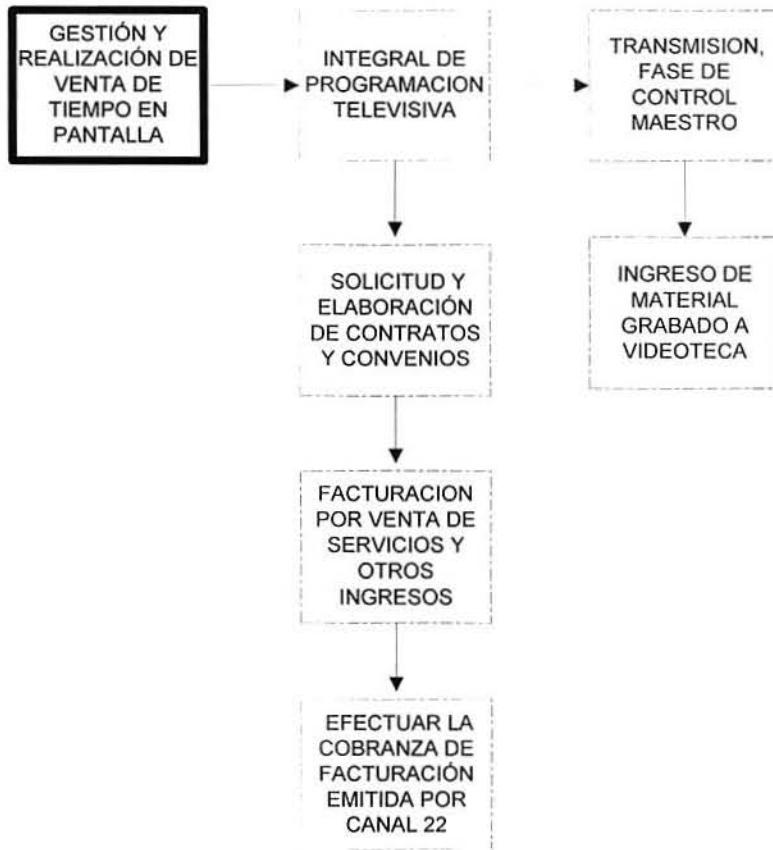 GESTIÓN Y
REALIZACIÓN DE
VENTA DE
TIEMPO EN
PANTALLA
INTEGRAL DE
PROGRAMACION
TELEVISIVA
TRANSMISION,
FASE DE
CONTROL
MAESTRO
SOLICITUD Y
ELABORACIÓN
DE CONTRATOS
Y CONVENIOS
INGRESO DE
MATERIAL
GRABADO A
VIDEOTECA
FACTURACION
POR VENTA DE
SERVICIOS Y
OTROS
INGRESOS
EFECTUAR LA
COBRANZA DE
FACTURACIÓN
EMITIDA POR
CANAL 22